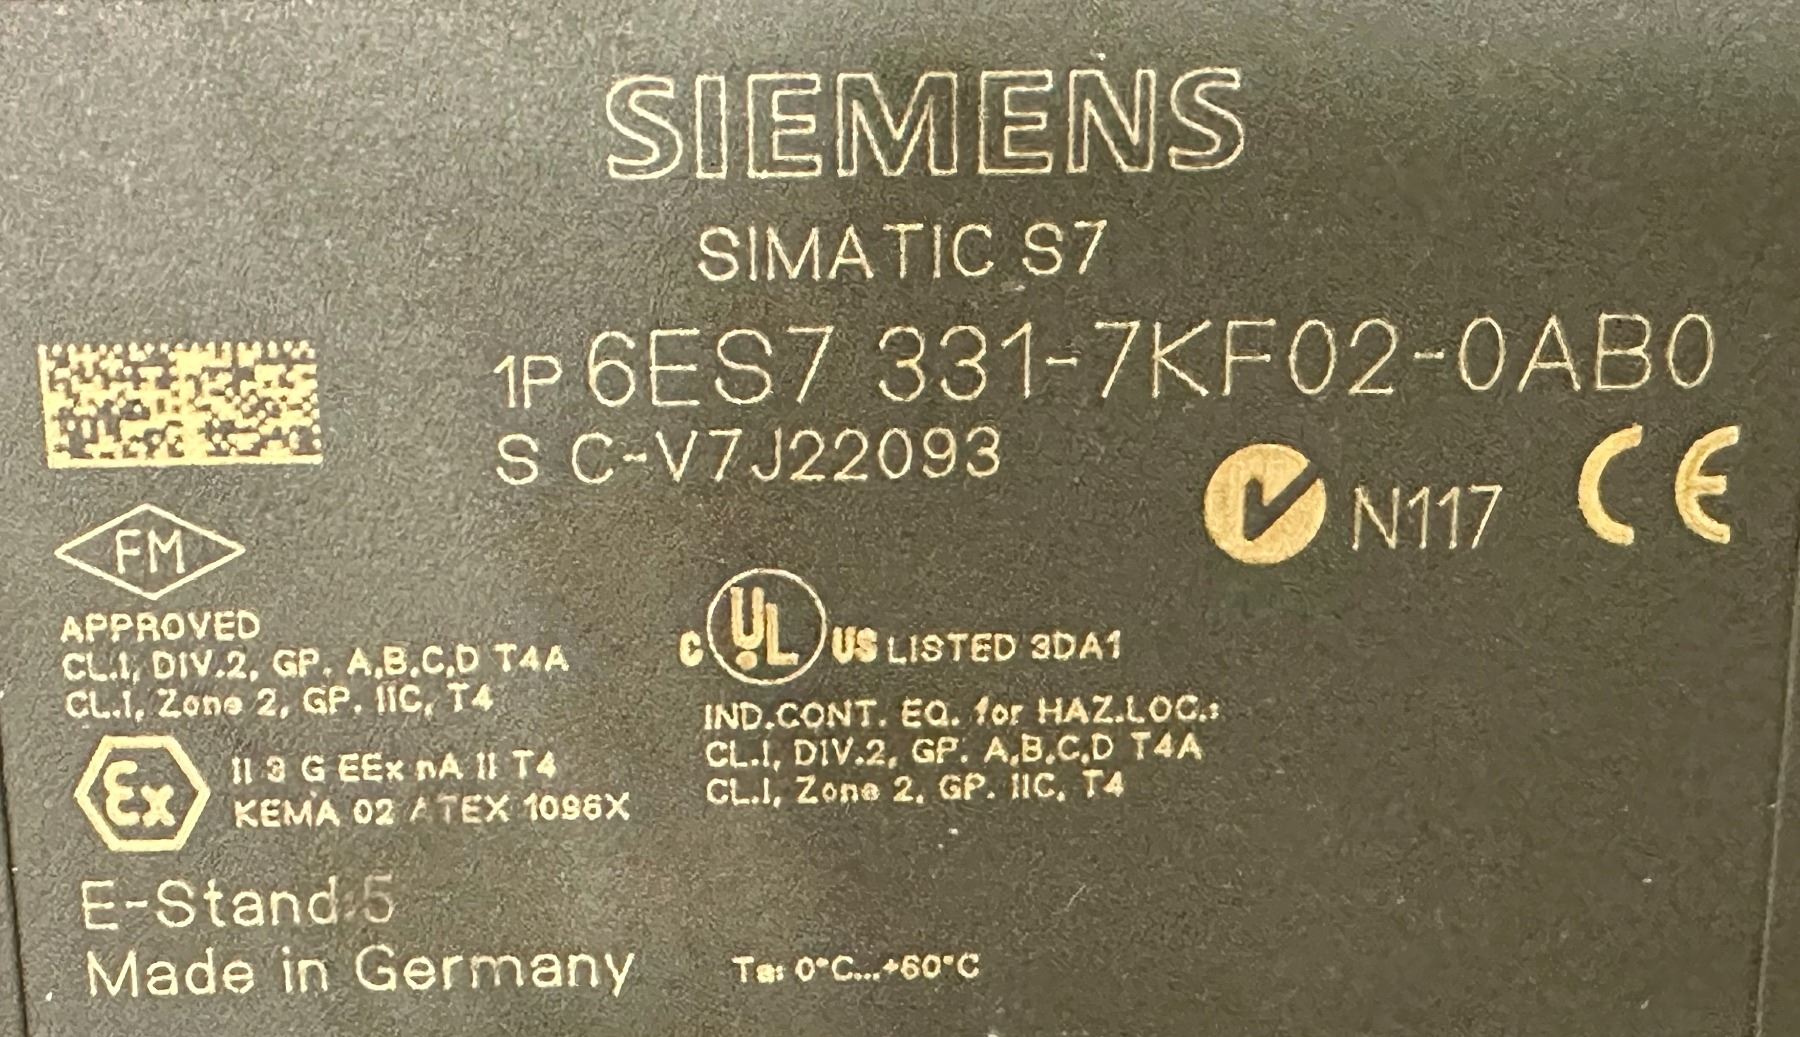 SIEMENS
SIMATIC S7
1P 6ES7 331-7KF02-0AB0
S C-V7J22093
N117 CE
FM
APPROVED
CL.I, DIV.2, GP. A,B,C,D T4A
CL.I, Zone 2, GP. IIC, T4
C UL US LISTED 3DA1
IND.CONT. EQ. for HAZ.LOC.:
CL.I, DIV.2, GP. A,B,C,D T4A
CL.I, Zone 2, GP. IIC, T4
Ex II 3 G EEx nA II T4
KEMA 02 ATEX 1096X
E-Stand:5
Made in Germany
Ta: 0°C...+60°C